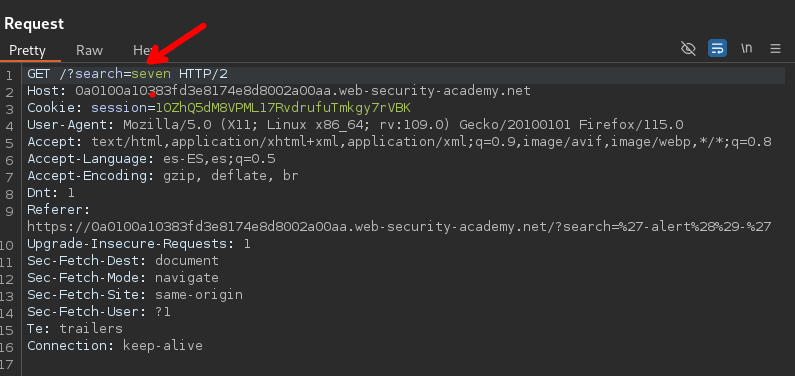 Request
Pretty Raw Hex
\n
1 GET /?search=seven HTTP/2
2 Host: 0a0100a10383fd3e8174e8d8002a00aa.web-security-academy.net
3 Cookie: session=1OZhQ5dM8VPML17RvdrufuTmkgy7rVBK
4 User-Agent: Mozilla/5.0 (X11; Linux x86_64; rv:109.0) Gecko/20100101 Firefox/115.0
5 Accept: text/html,application/xhtml+xml,application/xml;q=0.9,image/avif,image/webp,*/*;q=0.8
6 Accept-Language: es-ES,es;q=0.5
7 Accept-Encoding: gzip, deflate, br
8 Dnt: 1
9 Referer:
https://0a0100a10383fd3e8174e8d8002a00aa.web-security-academy.net/?search=%27-alert%28%29-%27
10 Upgrade-Insecure-Requests: 1
11 Sec-Fetch-Dest: document
12 Sec-Fetch-Mode: navigate
13 Sec-Fetch-Site: same-origin
14 Sec-Fetch-User: ?1
15 Te: trailers
16 Connection: keep-alive
17